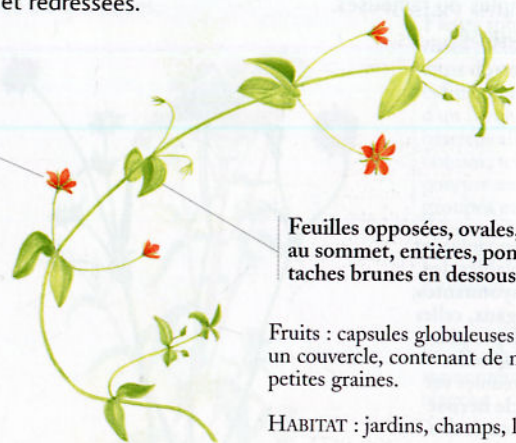 et redressées.
Feuilles opposées, ovales,
au sommet, entières,
taches brunes en dessous
Fruits : capsules globuleuses
un couvercle, contenant de
petites graines.
HABITAT : jardins, champs,